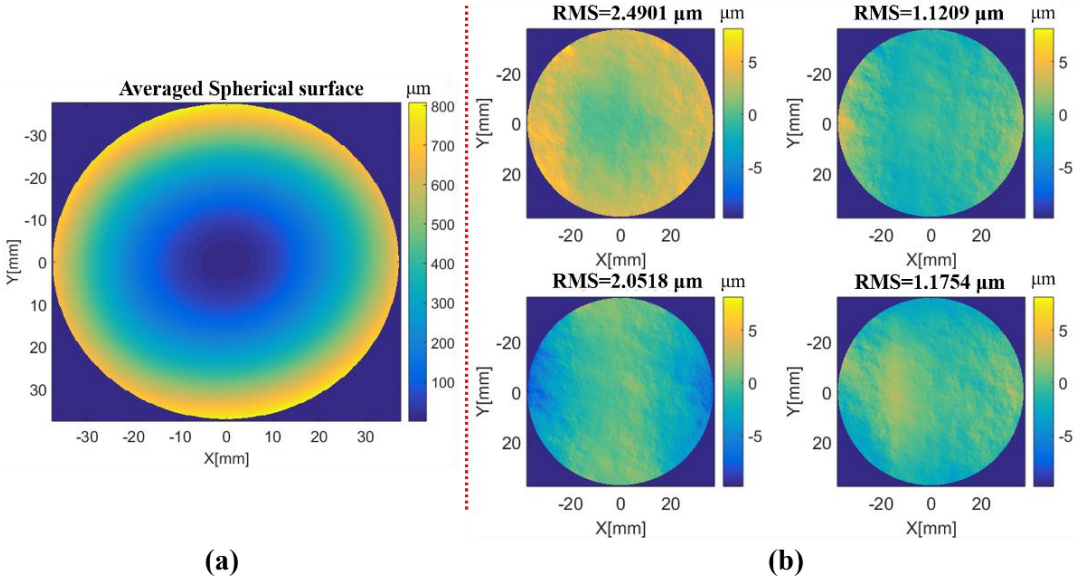 Averaged Spherical surface
μm
800
700
600
500
400
300
200
100
-30
-20
-10
0
10
20
30
Y[mm]
-30 -20 -10 0 10 20 30
X[mm]
(a)
RMS=2.4901 μm
μm
5
0
-5
-20
0
20
Y[mm]
-20 0 20
X[mm]
RMS=1.1209 μm
μm
5
0
-5
-20
0
20
Y[mm]
-20 0 20
X[mm]
RMS=2.0518 μm
μm
5
0
-5
-20
0
20
Y[mm]
-20 0 20
X[mm]
RMS=1.1754 μm
μm
5
0
-5
-20
0
20
Y[mm]
-20 0 20
X[mm]
(b)